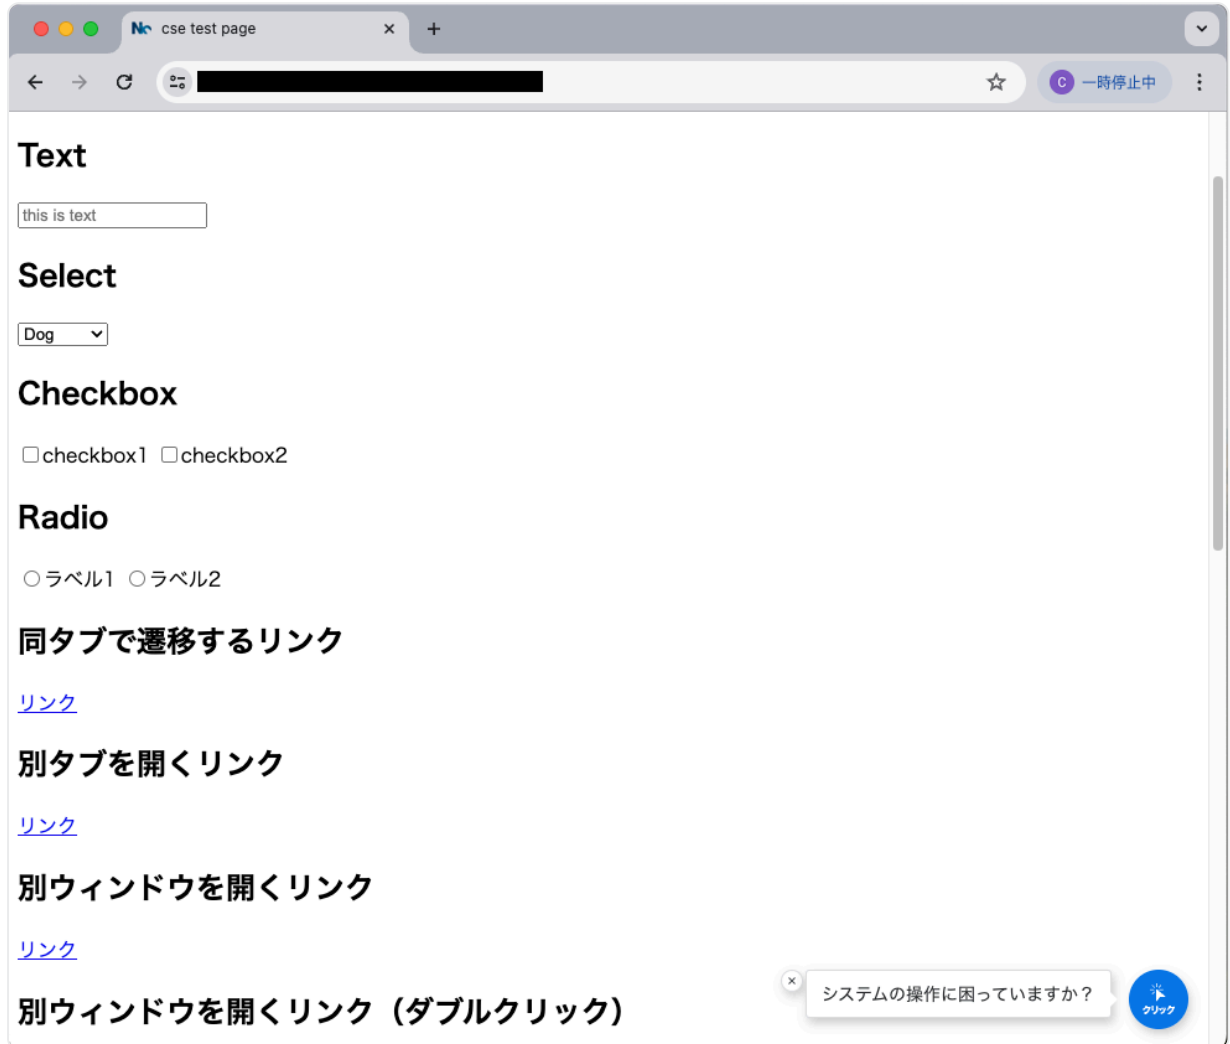 cse test page
一時停止中
Text
this is text
Select
Dog
Checkbox
checkbox1 checkbox2
Radio
ラベル1 ラベル2
同タブで遷移するリンク
リンク
別タブを開くリンク
リンク
別ウィンドウを開くリンク
リンク
別ウィンドウを開くリンク（ダブルクリック）
システムの操作に困っていますか？
クリック